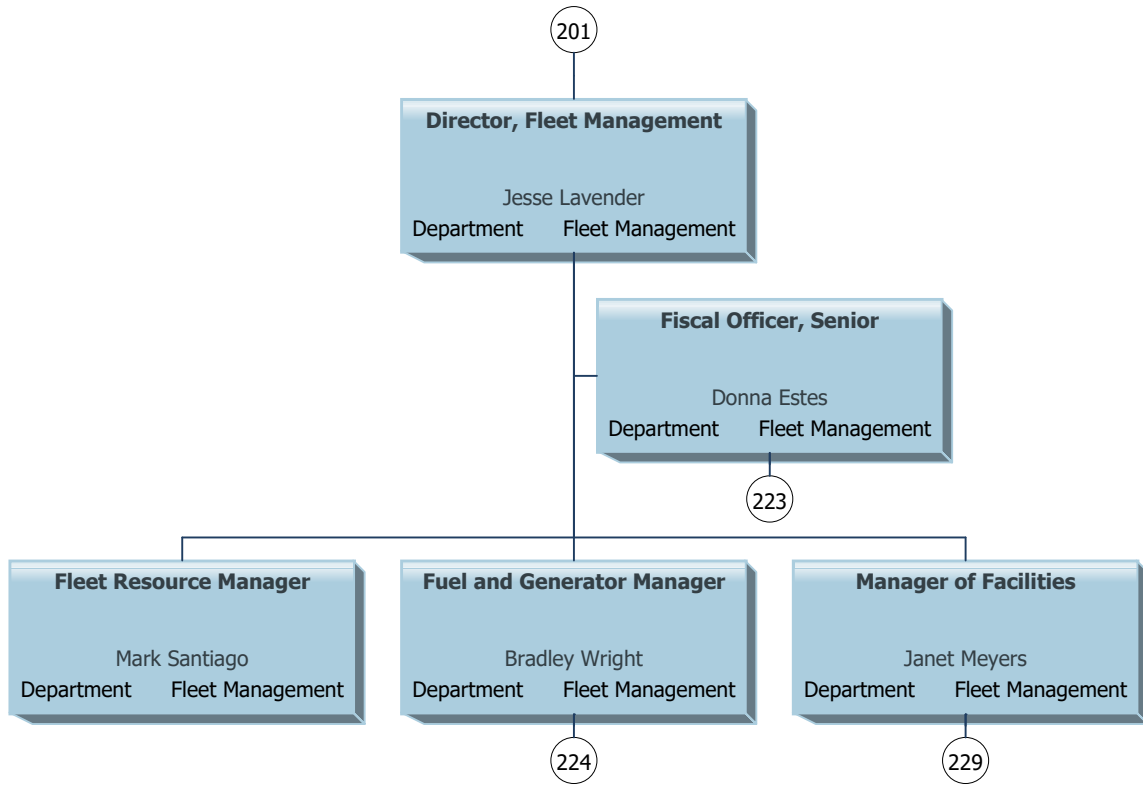 201
Director, Fleet Management
Jesse Lavender
Department Fleet Management
Fiscal Officer, Senior
Donna Estes
Department Fleet Management
223
Fleet Resource Manager
Mark Santiago
Department Fleet Management
Fuel and Generator Manager
Bradley Wright
Department Fleet Management
224
Manager of Facilities
Janet Meyers
Department Fleet Management
229